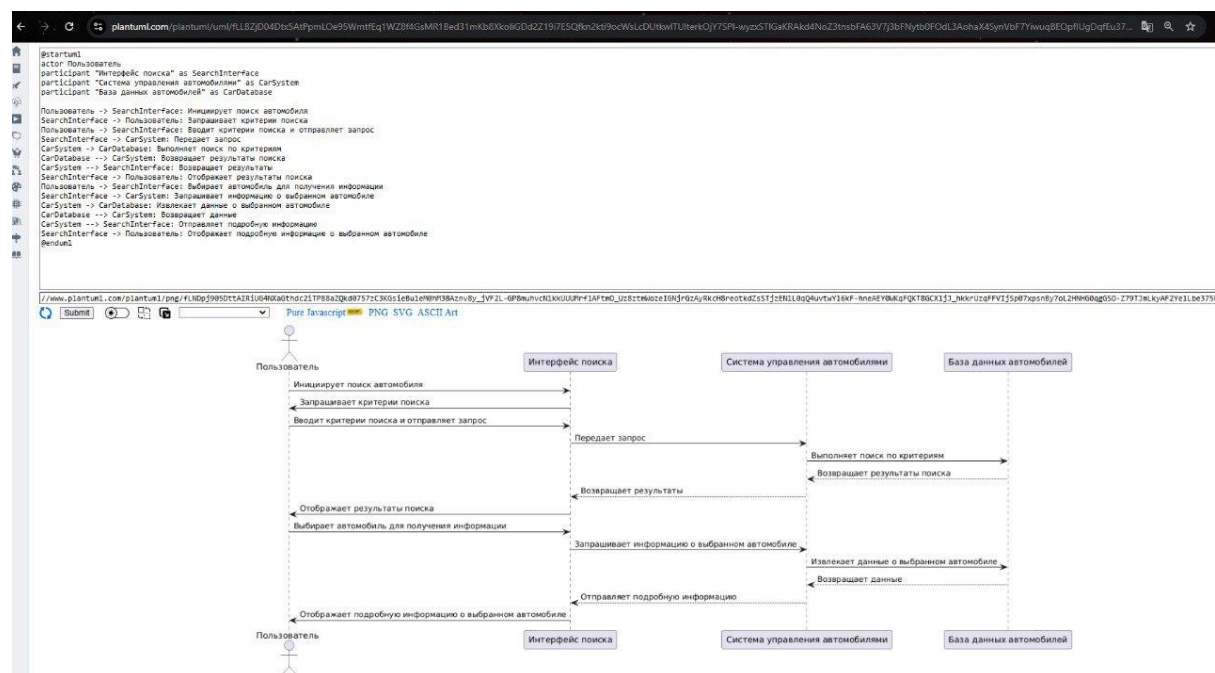 plantuml.com
@startuml
actor Пользователь
participant "Интерфейс поиска" as SearchInterface
participant "Система управления автомобилями" as CarSystem
participant "База данных автомобилей" as CarDatabase
Пользователь -> SearchInterface: Инициирует поиск автомобиля
SearchInterface -> Пользователь: Запрашивает критерии поиска
Пользователь -> SearchInterface: Вводит критерии поиска и отправляет запрос
SearchInterface -> CarSystem: Передает запрос
CarSystem -> CarDatabase: Выполняет поиск по критериям
CarDatabase --> CarSystem: Возвращает результаты поиска
CarSystem --> SearchInterface: Возвращает результаты
SearchInterface -> Пользователь: Отображает результаты поиска
Пользователь -> SearchInterface: Выбирает автомобиль для получения информации
SearchInterface -> CarSystem: Запрашивает информацию о выбранном автомобиле
CarSystem -> CarDatabase: Извлекает данные о выбранном автомобиле
CarDatabase --> CarSystem: Возвращает данные
CarSystem --> SearchInterface: Отправляет подробную информацию
SearchInterface -> Пользователь: Отображает подробную информацию о выбранном автомобиле
@enduml
Submit Pure Javascript PNG SVG ASCII Art
Пользователь Интерфейс поиска Система управления автомобилями База данных автомобилей
Инициирует поиск автомобиля
Запрашивает критерии поиска
Вводит критерии поиска и отправляет запрос
Передает запрос
Выполняет поиск по критериям
Возвращает результаты поиска
Возвращает результаты
Отображает результаты поиска
Выбирает автомобиль для получения информации
Запрашивает информацию о выбранном автомобиле
Извлекает данные о выбранном автомобиле
Возвращает данные
Отправляет подробную информацию
Отображает подробную информацию о выбранном автомобиле
Пользователь Интерфейс поиска Система управления автомобилями База данных автомобилей